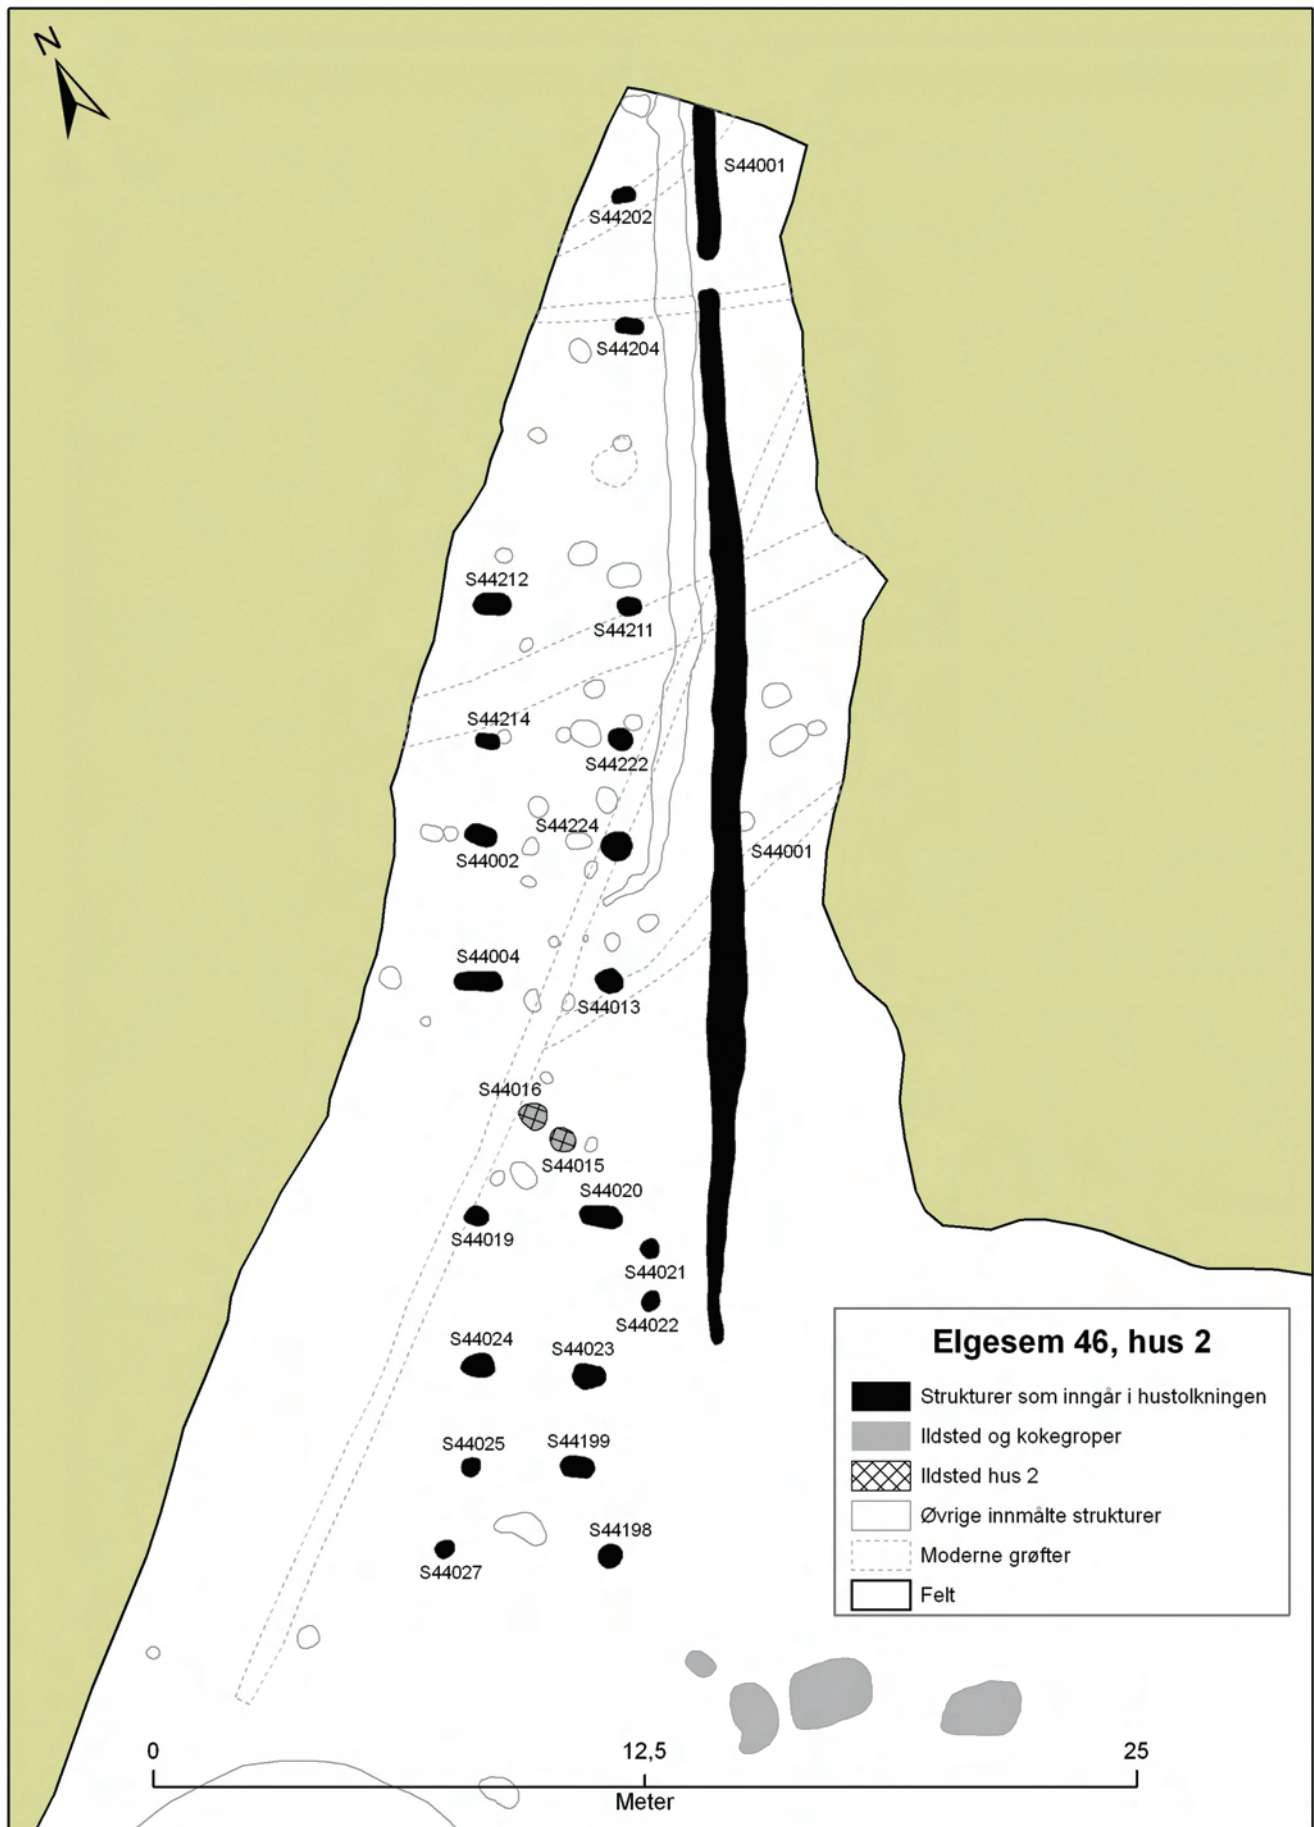 N
S44001
S44202
S44204
S44212
S44211
S44214
S44222
S44224
S44002
S44001
S44004
S44013
S44016
S44015
S44020
S44019
S44021
S44022
S44024
S44023
S44025
S44199
S44198
S44027
Elgesem 46, hus 2
Strukturer som inngår i hustolkningen
Ildsted og kokegroper
Ildsted hus 2
Øvrige innmålte strukturer
Moderne grøfter
Felt
0 12,5 25
Meter